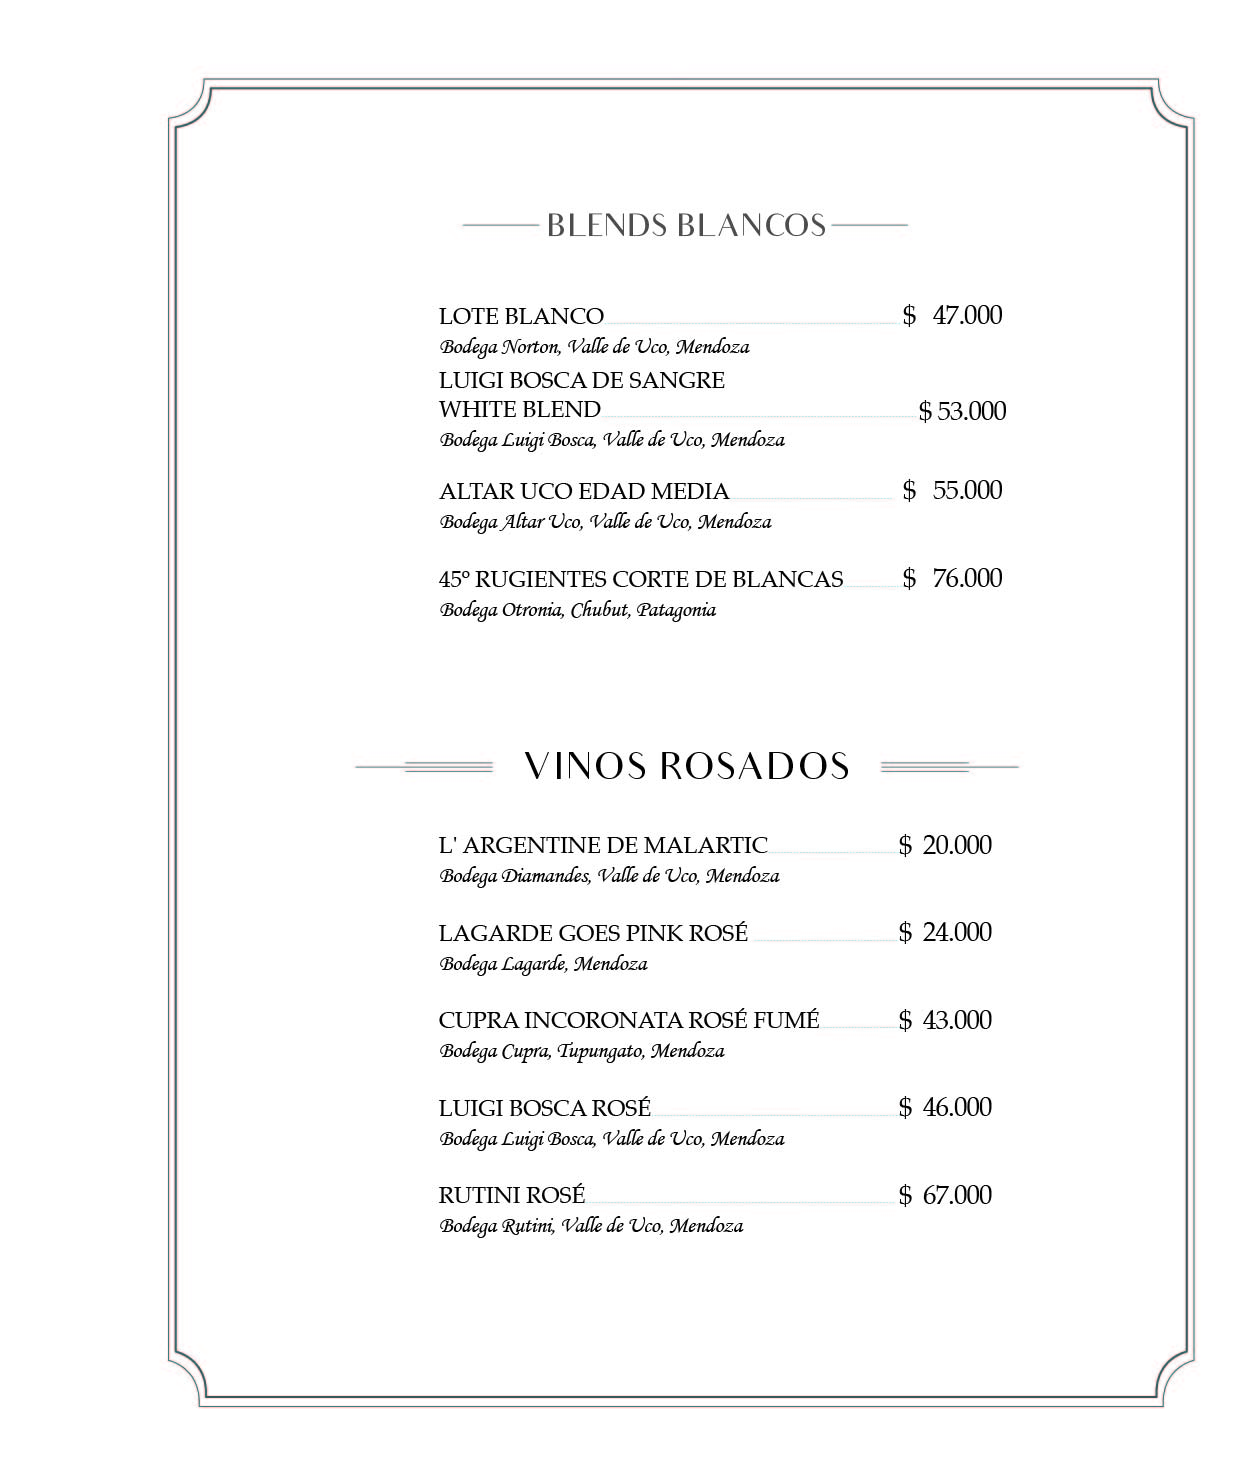 BLENDS BLANCOS
LOTE BLANCO $ 47.000
Bodega Norton, Valle de Uco, Mendoza
LUIGI BOSCA DE SANGRE
WHITE BLEND $ 53.000
Bodega Luigi Bosca, Valle de Uco, Mendoza
ALTAR UCO EDAD MEDIA $ 55.000
Bodega Altar Uco, Valle de Uco, Mendoza
45º RUGIENTES CORTE DE BLANCAS $ 76.000
Bodega Otronia, Chubut, Patagonia
VINOS ROSADOS
L' ARGENTINE DE MALARTIC $ 20.000
Bodega Diamandes, Valle de Uco, Mendoza
LAGARDE GOES PINK ROSÉ $ 24.000
Bodega Lagarde, Mendoza
CUPRA INCORONATA ROSÉ FUMÉ $ 43.000
Bodega Cupra, Tupungato, Mendoza
LUIGI BOSCA ROSÉ $ 46.000
Bodega Luigi Bosca, Valle de Uco, Mendoza
RUTINI ROSÉ $ 67.000
Bodega Rutini, Valle de Uco, Mendoza